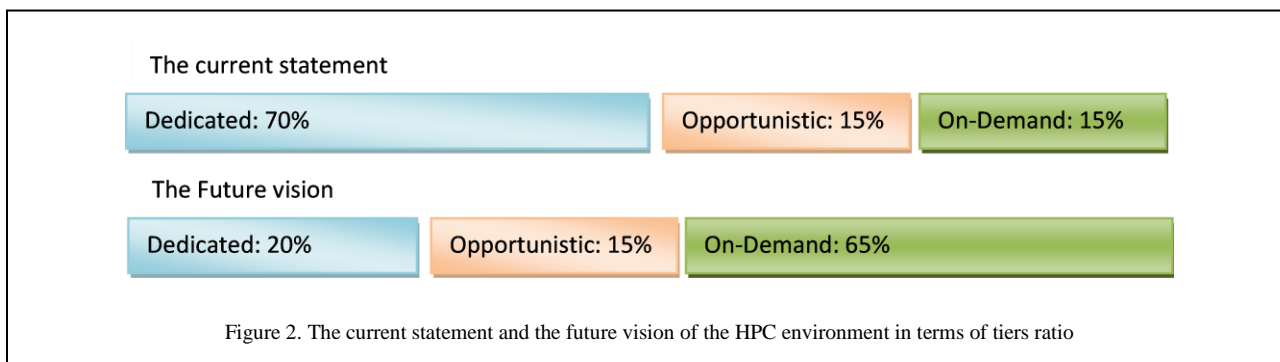 The current statement
Dedicated: 70% Opportunistic: 15% On-Demand: 15%
The Future vision
Dedicated: 20% Opportunistic: 15% On-Demand: 65%
Figure 2. The current statement and the future vision of the HPC environment in terms of tiers ratio